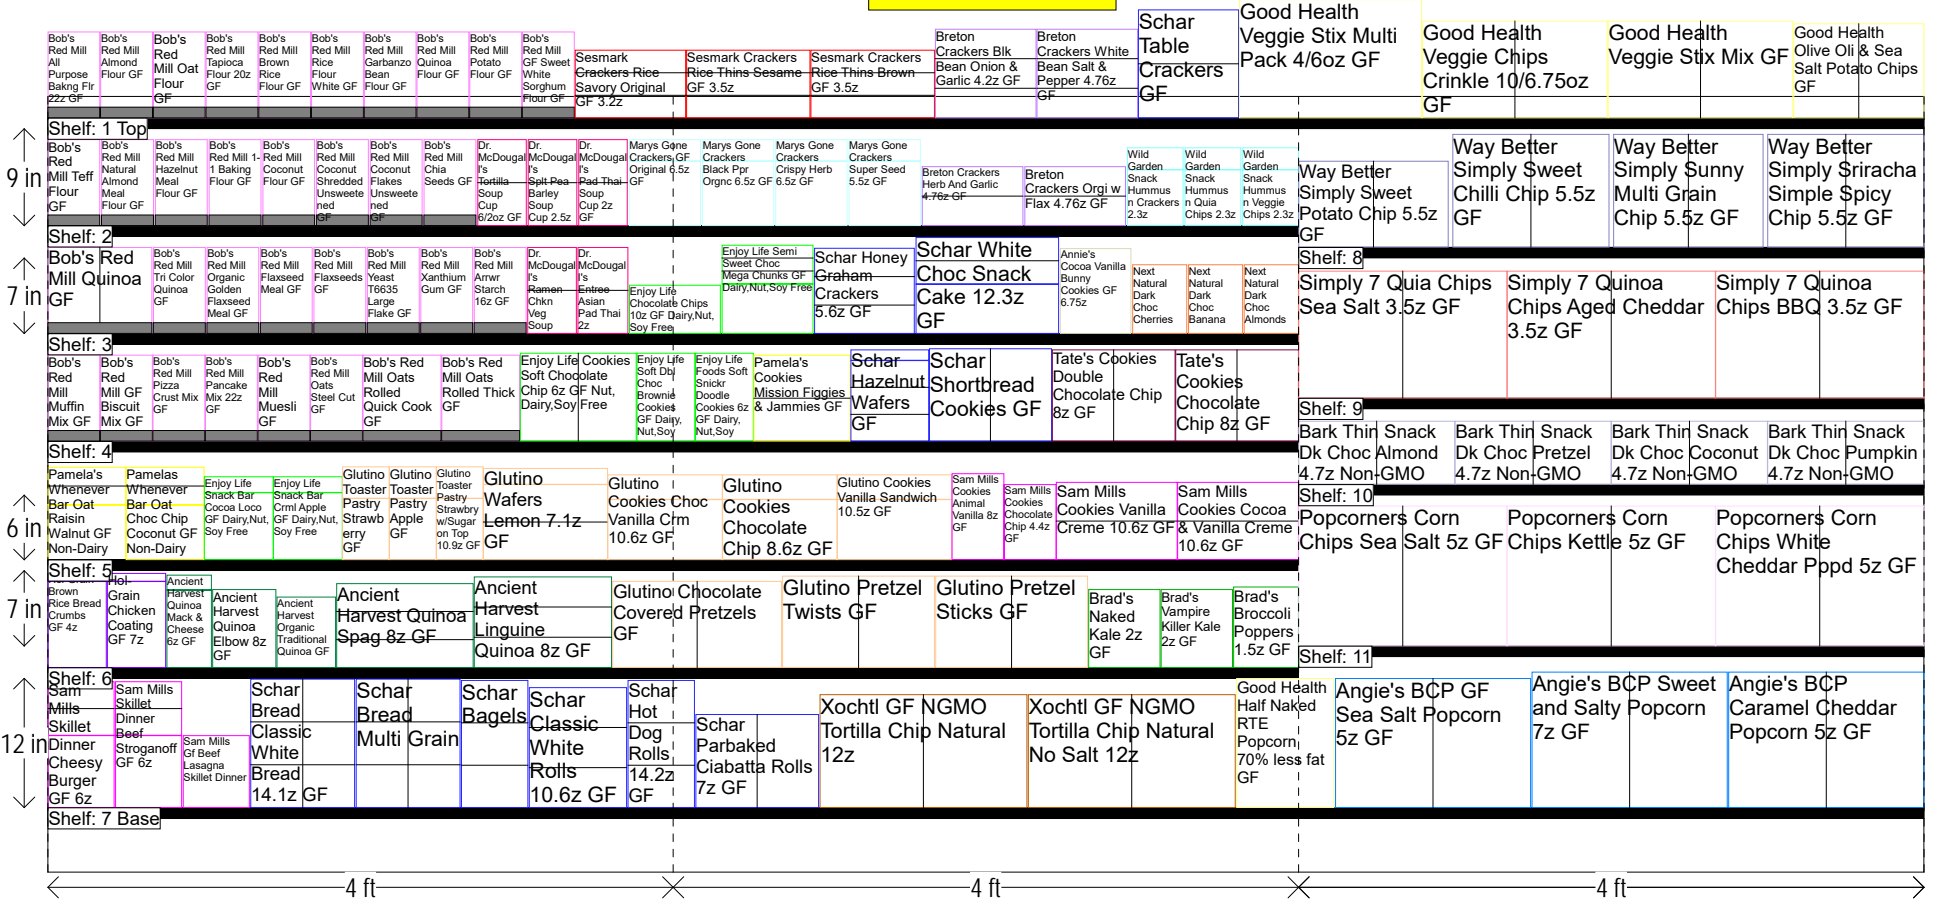 Bob's
Red Mill
All
Purpose
Bakng Flr
22z GF
Bob's
Red Mill
Almond
Flour GF
Bob's
Red
Mill Oat
Flour
GF
Bob's
Red Mill
Tapioca
Flour 20z
GF
Bob's
Red Mill
Brown
Rice
Flour GF
Bob's
Red Mill
Rice
Flour
White GF
Bob's
Red Mill
Garbanzo
Bean
Flour GF
Bob's
Red Mill
Quinoa
Flour GF
Bob's
Red Mill
Potato
Flour GF
Bob's
Red Mill
GF Sweet
White
Sorghum
Flour GF
Sesmark
Crackers Rice
Savory Original
GF 3.2z
Sesmark Crackers
Rice Thins Sesame
GF 3.5z
Sesmark Crackers
Rice Thins Brown
GF 3.5z
Breton
Crackers Blk
Bean Onion &
Garlic 4.2z GF
Breton
Crackers White
Bean Salt &
Pepper 4.76z
GF
Schar
Table
Crackers
GF
Good Health
Veggie Stix Multi
Pack 4/6oz GF
Good Health
Veggie Chips
Crinkle 10/6.75oz
GF
Good Health
Veggie Stix Mix GF
Good Health
Olive Oli & Sea
Salt Potato Chips
GF
Shelf: 1 Top
9 in
Bob's
Red
Mill Teff
Flour
GF
Bob's
Red Mill
Natural
Almond
Meal
Flour GF
Bob's
Red Mill
Hazelnut
Meal
Flour GF
Bob's
Red Mill 1-
1 Baking
Flour GF
Bob's
Red Mill
Coconut
Flour GF
Bob's
Red Mill
Coconut
Shredded
Unsweete
ned
GF
Bob's
Red Mill
Coconut
Flakes
Unsweete
ned
GF
Bob's
Red Mill
Chia
Seeds GF
Dr.
McDougal
l's
Tortilla
Soup
Cup
6/2oz GF
Dr.
McDougal
l's
Splt Pea
Barley
Soup
Cup 2.5z
Dr.
McDougal
l's
Pad Thai
Soup
Cup 2z
GF
Marys Gone
Crackers GF
Original 6.5z
GF
Marys Gone
Crackers
Black Ppr
Orgnc 6.5z GF
Marys Gone
Crackers
Crispy Herb
6.5z GF
Marys Gone
Crackers
Super Seed
5.5z GF
Breton Crackers
Herb And Garlic
4.76z GF
Breton
Crackers Orgi w
Flax 4.76z GF
Wild
Garden
Snack
Hummus
n Crackers
2.3z
Wild
Garden
Snack
Hummus
n Quia
Chips 2.3z
Wild
Garden
Snack
Hummus
n Veggie
Chips 2.3z
Way Better
Simply Sweet
Potato Chip 5.5z
GF
Way Better
Simply Sweet
Chilli Chip 5.5z
GF
Way Better
Simply Sunny
Multi Grain
Chip 5.5z GF
Way Better
Simply Sriracha
Simple Spicy
Chip 5.5z GF
Shelf: 2
Shelf: 8
7 in
Bob's Red
Mill Quinoa
GF
Bob's
Red Mill
Tri Color
Quinoa
GF
Bob's
Red Mill
Organic
Golden
Flaxseed
Meal GF
Bob's
Red Mill
Flaxseed
Meal GF
Bob's
Red Mill
Flaxseeds
GF
Bob's
Red Mill
Yeast
T6635
Large
Flake GF
Bob's
Red Mill
Xanthium
Gum GF
Bob's
Red Mill
Arrwr
Starch
16z GF
Dr.
McDougal
l's
Ramen
Chkn
Veg
Soup
Dr.
McDougal
l's
Entree
Asian
Pad Thai
2z
Enjoy Life
Chocolate Chips
10z GF Dairy,Nut,
Soy Free
Enjoy Life Semi
Sweet Choc
Mega Chunks GF
Dairy,Nut,Soy Free
Schar Honey
Graham
Crackers
5.6z GF
Schar White
Choc Snack
Cake 12.3z
GF
Annie's
Cocoa Vanilla
Bunny
Cookies GF
6.75z
Next
Natural
Dark
Choc
Cherries
Next
Natural
Dark
Choc
Banana
Next
Natural
Dark
Choc
Almonds
Simply 7 Quia Chips
Sea Salt 3.5z GF
Simply 7 Quinoa
Chips Aged Cheddar
3.5z GF
Simply 7 Quinoa
Chips BBQ 3.5z GF
Shelf: 3
Shelf: 9
Bob's
Red
Mill
Muffin
Mix GF
Bob's
Red
Mill GF
Biscuit
Mix GF
Bob's
Red Mill
Pizza
Crust Mix
GF
Bob's
Red Mill
Pancake
Mix 22z
GF
Bob's
Red
Mill
Muesli
GF
Bob's
Red Mill
Oats
Steel Cut
GF
Bob's Red
Mill Oats
Rolled
Quick Cook
GF
Bob's Red
Mill Oats
Rolled Thick
GF
Enjoy Life Cookies
Soft Chocolate
Chip 6z GF Nut,
Dairy,Soy Free
Enjoy Life
Soft Dbl
Choc
Brownie
Cookies
GF Dairy,
Nut,Soy
Enjoy Life
Foods Soft
Snickr
Doodle
Cookies 6z
GF Dairy,
Nut,Soy
Pamela's
Cookies
Mission Figgies
& Jammies GF
Schar
Hazelnut
Wafers
GF
Schar
Shortbread
Cookies GF
Tate's Cookies
Double
Chocolate Chip
8z GF
Tate's
Cookies
Chocolate
Chip 8z GF
Bark Thin Snack
Dk Choc Almond
4.7z Non-GMO
Bark Thin Snack
Dk Choc Pretzel
4.7z Non-GMO
Bark Thin Snack
Dk Choc Coconut
4.7z Non-GMO
Bark Thin Snack
Dk Choc Pumpkin
4.7z Non-GMO
Shelf: 4
Shelf: 10
6 in
Pamela's
Whenever
Bar Oat
Raisin
Walnut GF
Non-Dairy
Pamelas
Whenever
Bar Oat
Choc Chip
Coconut GF
Non-Dairy
Enjoy Life
Snack Bar
Cocoa Loco
GF Dairy,Nut,
Soy Free
Enjoy Life
Snack Bar
Crml Apple
GF Dairy,Nut,
Soy Free
Glutino
Toaster
Pastry
Strawb
erry
GF
Glutino
Toaster
Pastry
Apple
GF
Glutino
Toaster
Pastry
Strawbry
w/Sugar
on Top
10.9z GF
Glutino
Wafers
Lemon 7.1z
GF
Glutino
Cookies Choc
Vanilla Crm
10.6z GF
Glutino
Cookies
Chocolate
Chip 8.6z GF
Glutino Cookies
Vanilla Sandwich
10.5z GF
Sam Mills
Cookies
Animal
Vanilla 8z
GF
Sam Mills
Cookies
Chocolate
Chip 4.4z
GF
Sam Mills
Cookies Vanilla
Creme 10.6z GF
Sam Mills
Cookies Cocoa
& Vanilla Creme
10.6z GF
Popcorners Corn
Chips Sea Salt 5z GF
Popcorners Corn
Chips Kettle 5z GF
Popcorners Corn
Chips White
Cheddar Pppd 5z GF
Shelf: 5
Shelf: 11
7 in
Brown
Rice Bread
Crumbs
GF 4z
Hol-
Grain
Chicken
Coating
GF 7z
Ancient
Harvest
Quinoa
Mack &
Cheese
6z GF
Ancient
Harvest
Quinoa
Elbow 8z
GF
Ancient
Harvest
Organic
Traditional
Quinoa GF
Ancient
Harvest Quinoa
Spag 8z GF
Ancient
Harvest
Linguine
Quinoa 8z GF
Glutino Chocolate
Covered Pretzels
GF
Glutino Pretzel
Twists GF
Glutino Pretzel
Sticks GF
Brad's
Naked
Kale 2z
GF
Brad's
Vampire
Killer Kale
2z GF
Brad's
Broccoli
Poppers
1.5z GF
Shelf: 6
12 in
Sam
Mills
Skillet
Dinner
Cheesy
Burger
GF 6z
Sam Mills
Skillet
Dinner
Beef
Stroganoff
GF 6z
Sam Mills
Gf Beef
Lasagna
Skillet Dinner
Schar
Bread
Classic
White
Bread
14.1z GF
Schar
Bread
Multi Grain
Schar
Bagels
Schar
Classic
White
Rolls
10.6z GF
Schar
Hot
Dog
Rolls
14.2z
GF
Schar
Parbaked
Ciabatta Rolls
7z GF
Xochtl GF NGMO
Tortilla Chip Natural
12z
Xochtl GF NGMO
Tortilla Chip Natural
No Salt 12z
Good Health
Half Naked
RTE
Popcorn
70% less fat
GF
Angie's BCP GF
Sea Salt Popcorn
5z GF
Angie's BCP Sweet
and Salty Popcorn
7z GF
Angie's BCP
Caramel Cheddar
Popcorn 5z GF
Shelf: 7 Base
4 ft
4 ft
4 ft